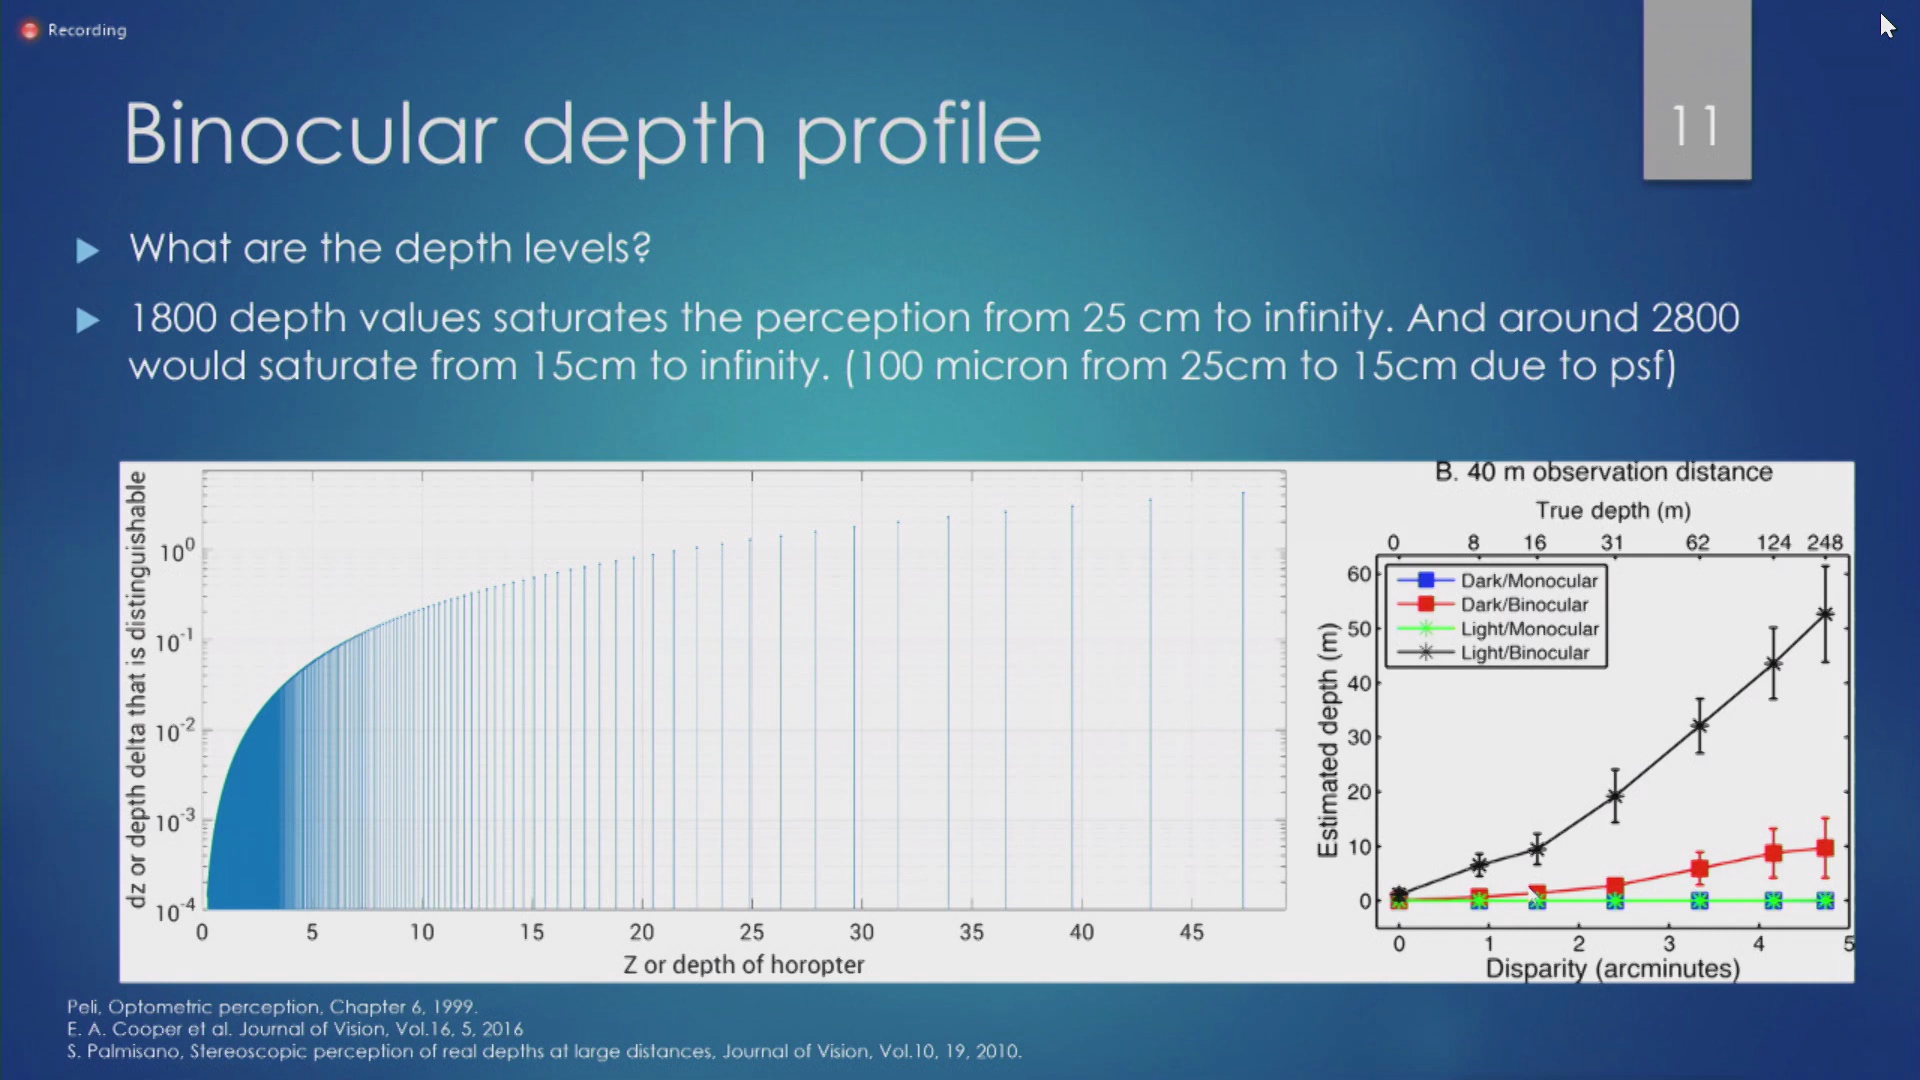 Recording
11
Binocular depth profile
What are the depth levels?
1800 depth values saturates the perception from 25 cm to infinity. And around 2800
would saturate from 15cm to infinity. (100 micron from 25cm to 15cm due to psf)
dz or depth delta that is distinguishable
10^0
10^-1
10^-2
10^-3
10^-4
0 5 10 15 20 25 30 35 40 45
Z or depth of horopter
B. 40 m observation distance
True depth (m)
0 8 16 31 62 124 248
Dark/Monocular
Dark/Binocular
Light/Monocular
Light/Binocular
Estimated depth (m)
60
50
40
30
20
10
0
0 1 2 3 4 5
Disparity (arcminutes)
Peli, Optometric perception, Chapter 6, 1999.
E. A. Cooper et al. Journal of Vision, Vol.16, 5, 2016
S. Palmisano, Stereoscopic perception of real depths at large distances, Journal of Vision, Vol.10, 19, 2010.